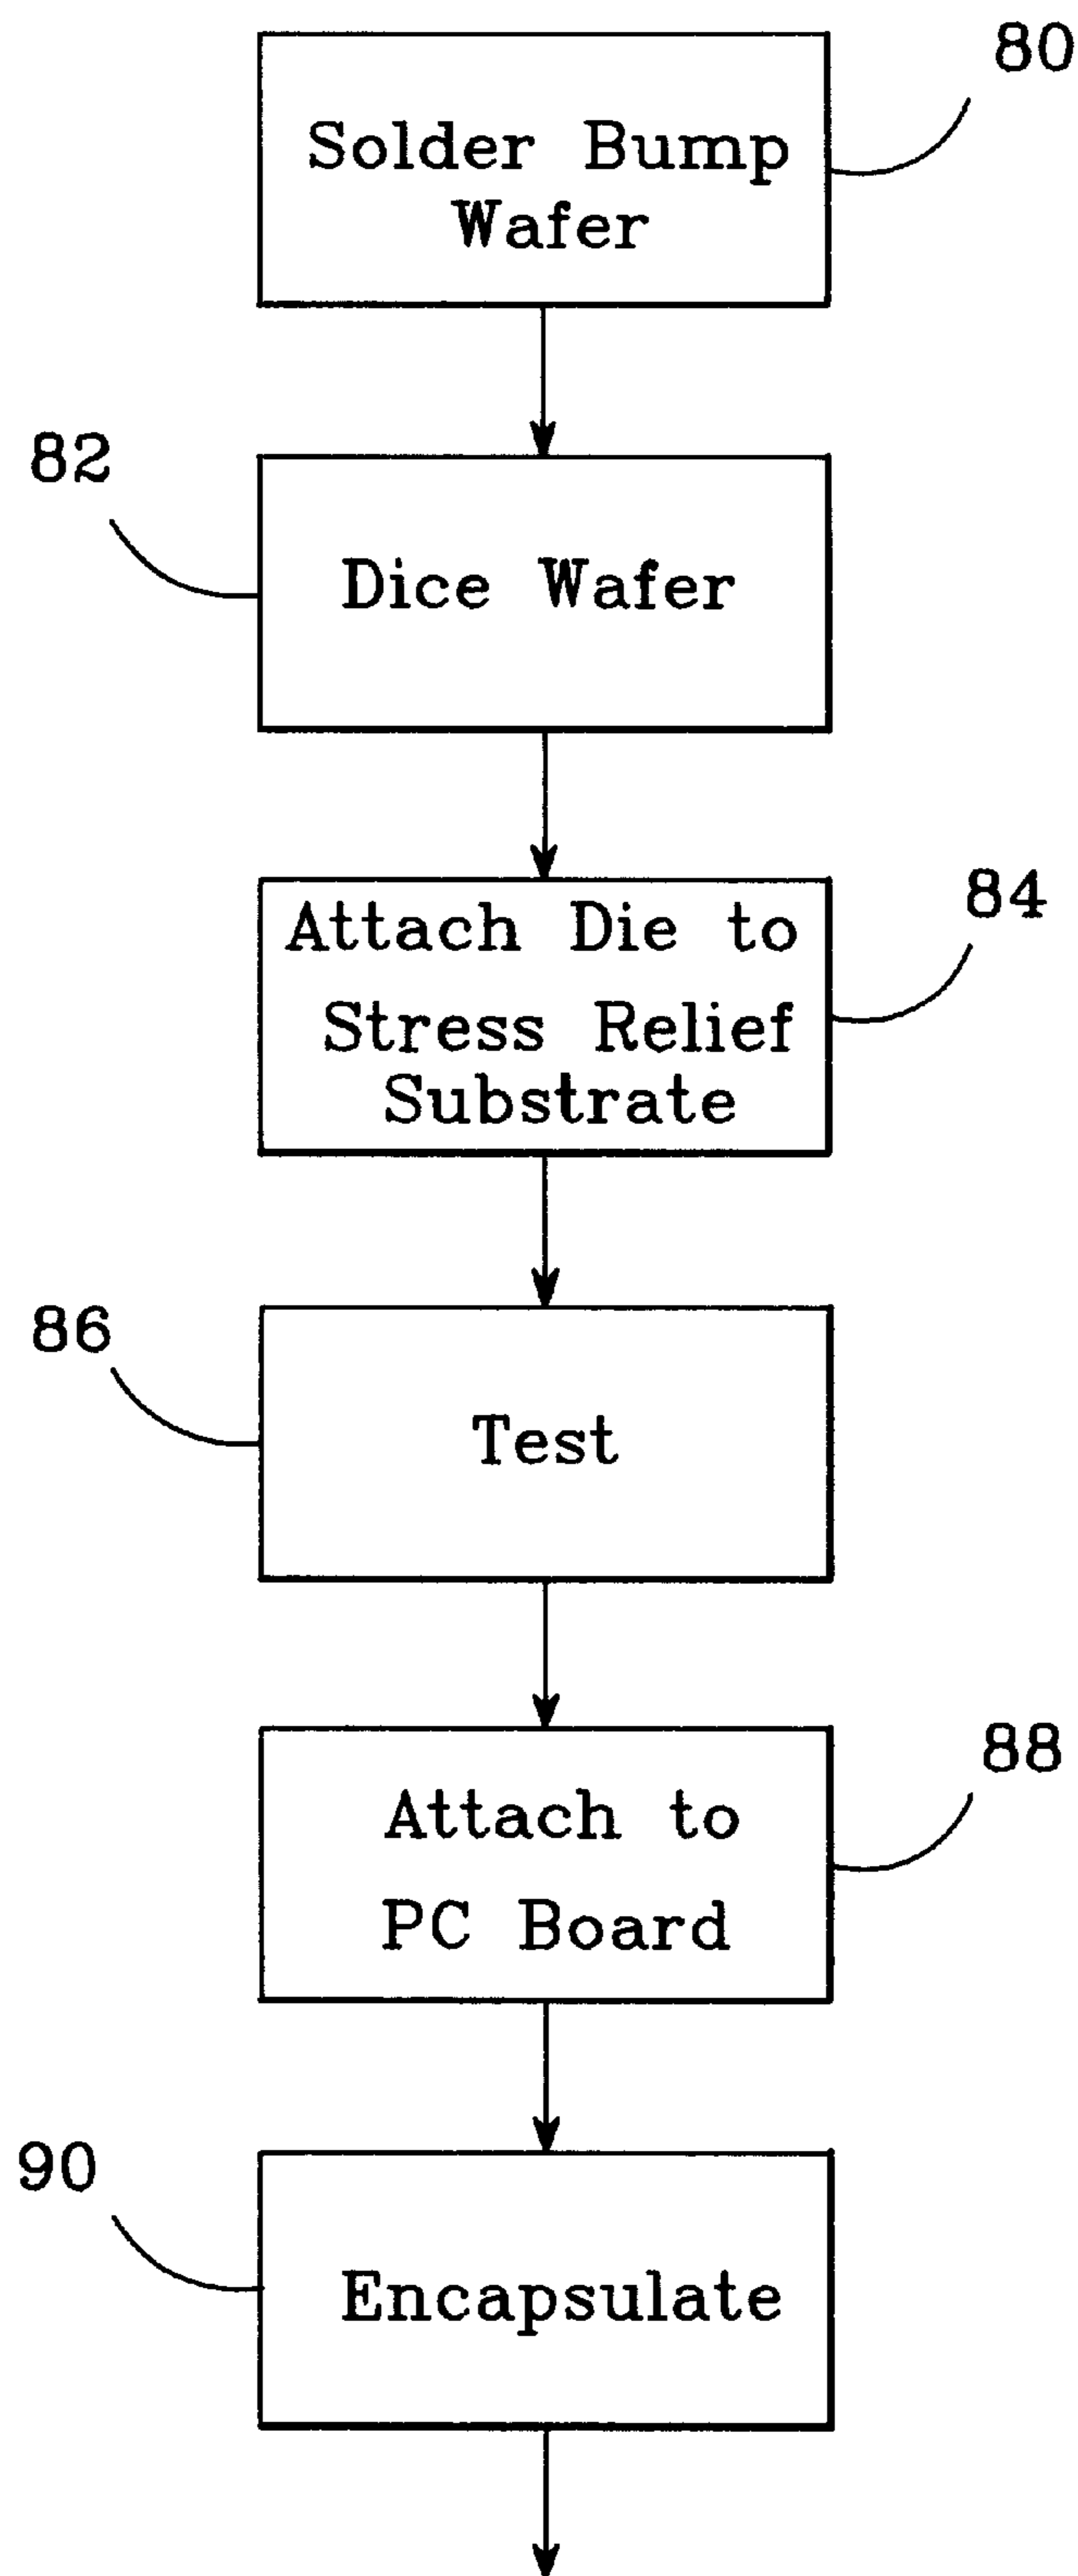 80
Solder Bump
Wafer
82
Dice Wafer
84
Attach Die to
Stress Relief
Substrate
86
Test
88
Attach to
PC Board
90
Encapsulate